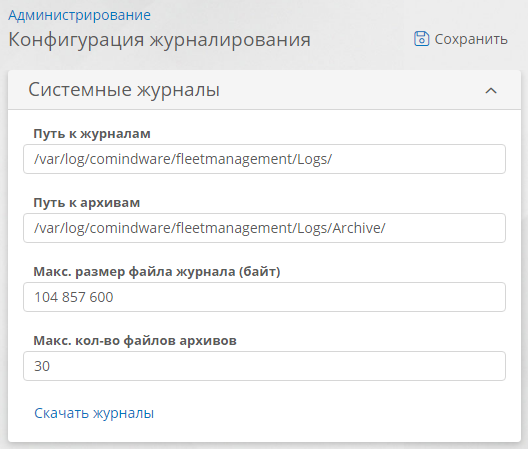 Администрирование
Конфигурация журналирования
Сохранить
Системные журналы
Путь к журналам
/var/log/comindware/fleetmanagement/Logs/
Путь к архивам
/var/log/comindware/fleetmanagement/Logs/Archive/
Макс. размер файла журнала (байт)
104 857 600
Макс. кол-во файлов архивов
30
Скачать журналы